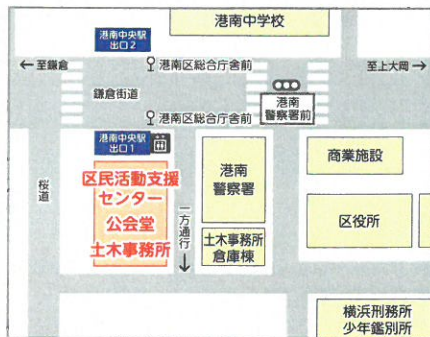 港南中学校
港南中央駅
出口2
←至鎌倉
港南区総合庁舎前
至上大岡→
鎌倉街道
港南区総合庁舎前
港南
警察署前
港南中央駅
出口1
桜道
区民活動支援
センター
公会堂
土木事務所
一方通行
港南
警察署
土木事務所
倉庫棟
商業施設
区役所
横浜刑務所
少年鑑別所